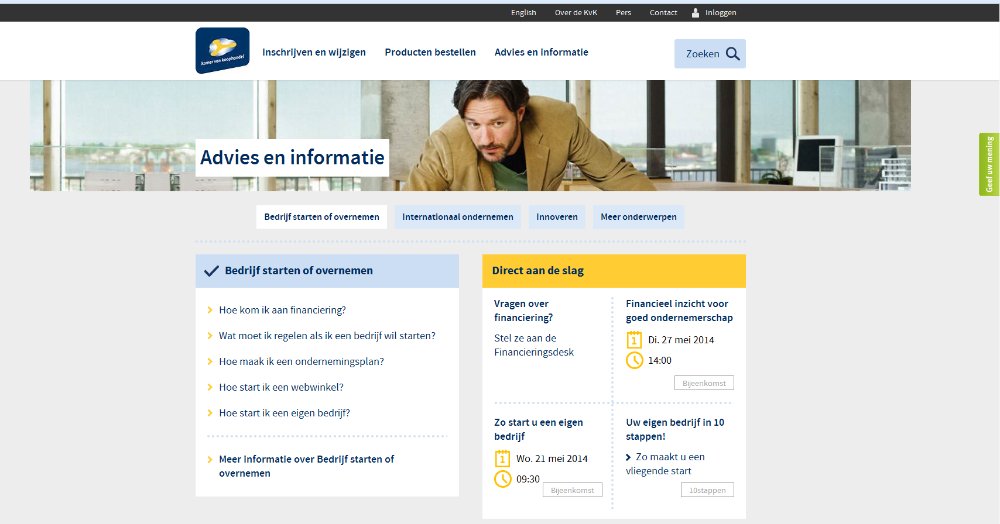 English Over de KvK Pers Contact Inloggen
kamer van koophandel
Inschrijven en wijzigen Producten bestellen Advies en informatie
Zoeken
Advies en informatie
Geef uw mening
Bedrijf starten of overnemen Internationaal ondernemen Innoveren Meer onderwerpen
Bedrijf starten of overnemen
Hoe kom ik aan financiering?
Wat moet ik regelen als ik een bedrijf wil starten?
Hoe maak ik een ondernemingsplan?
Hoe start ik een webwinkel?
Hoe start ik een eigen bedrijf?
Meer informatie over Bedrijf starten of
overnemen
Direct aan de slag
Vragen over
financiering?
Stel ze aan de
Financieringsdesk
Financieel inzicht voor
goed ondernemerschap
1 Di. 27 mei 2014
14:00
Bijeenkomst
Zo start u een eigen
bedrijf
1 Wo. 21 mei 2014
09:30
Bijeenkomst
Uw eigen bedrijf in 10
stappen!
Zo maakt u een
vliegende start
10stappen